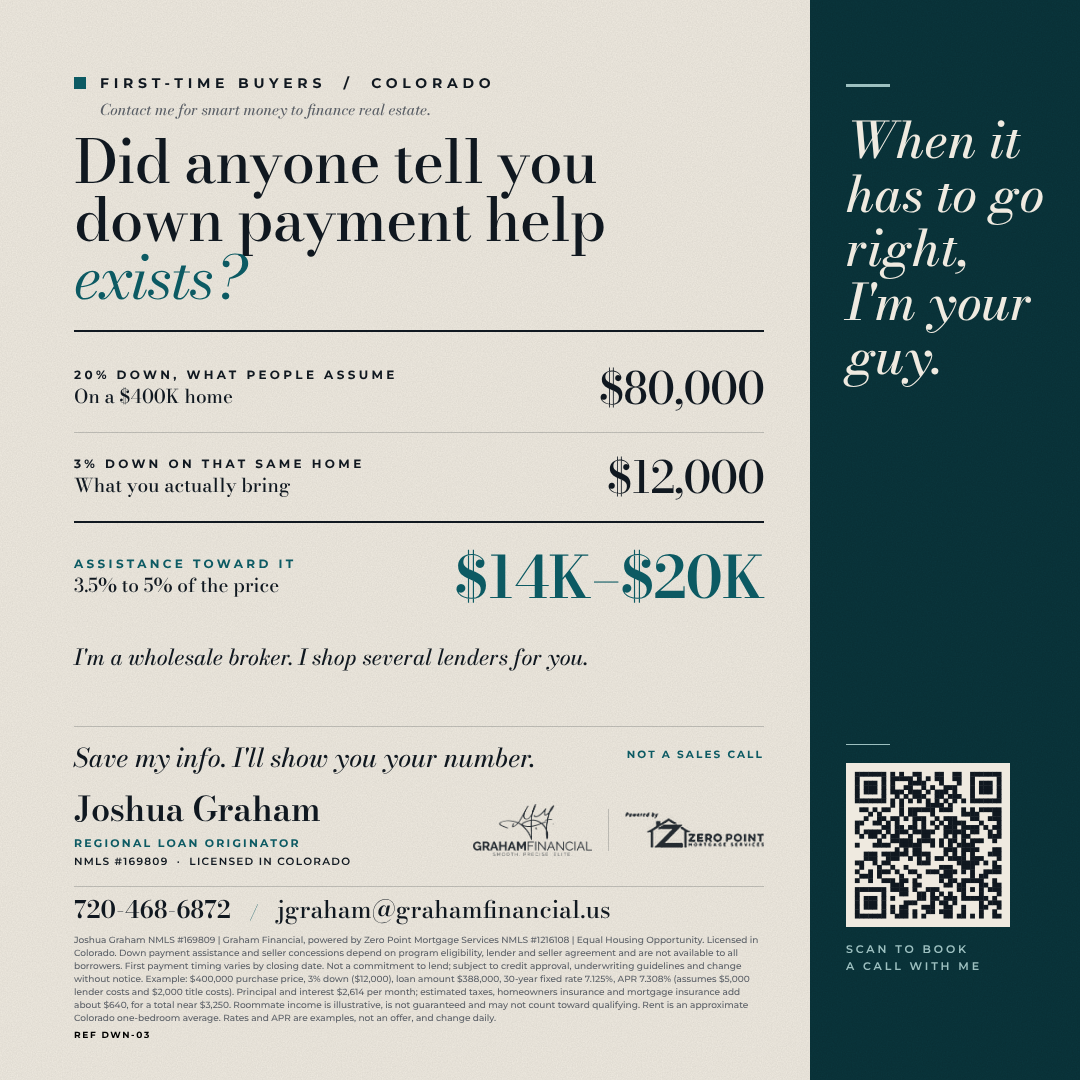 FIRST-TIME BUYERS / COLORADO
Contact me for smart money to finance real estate.
Did anyone tell you
down payment help
exists?
20% DOWN, WHAT PEOPLE ASSUME
On a $400K home
$80,000
3% DOWN ON THAT SAME HOME
What you actually bring
$12,000
ASSISTANCE TOWARD IT
3.5% to 5% of the price
$14K–$20K
I'm a wholesale broker. I shop several lenders for you.
Save my info. I'll show you your number.
NOT A SALES CALL
Joshua Graham
REGIONAL LOAN ORIGINATOR
NMLS #169809 · LICENSED IN COLORADO
GRAHAMFINANCIAL
SMOOTH. PRECISE. ELITE.
Powered by
ZERO POINT
MORTGAGE SERVICES
720-468-6872 / jgraham@grahamfinancial.us
Joshua Graham NMLS #169809 | Graham Financial, powered by Zero Point Mortgage Services NMLS #1216108 | Equal Housing Opportunity. Licensed in
Colorado. Down payment assistance and seller concessions depend on program eligibility, lender and seller agreement and are not available to all
borrowers. First payment timing varies by closing date. Not a commitment to lend; subject to credit approval, underwriting guidelines and change
without notice. Example: $400,000 purchase price, 3% down ($12,000), loan amount $388,000, 30-year fixed rate 7.125%, APR 7.308% (assumes $5,000
lender costs and $2,000 title costs). Principal and interest $2,614 per month; estimated taxes, homeowners insurance and mortgage insurance add
about $640, for a total near $3,250. Roommate income is illustrative, is not guaranteed and may not count toward qualifying. Rent is an approximate
Colorado one-bedroom average. Rates and APR are examples, not an offer, and change daily.
REF DWN-03
When it
has to go
right,
I'm your
guy.
SCAN TO BOOK
A CALL WITH ME